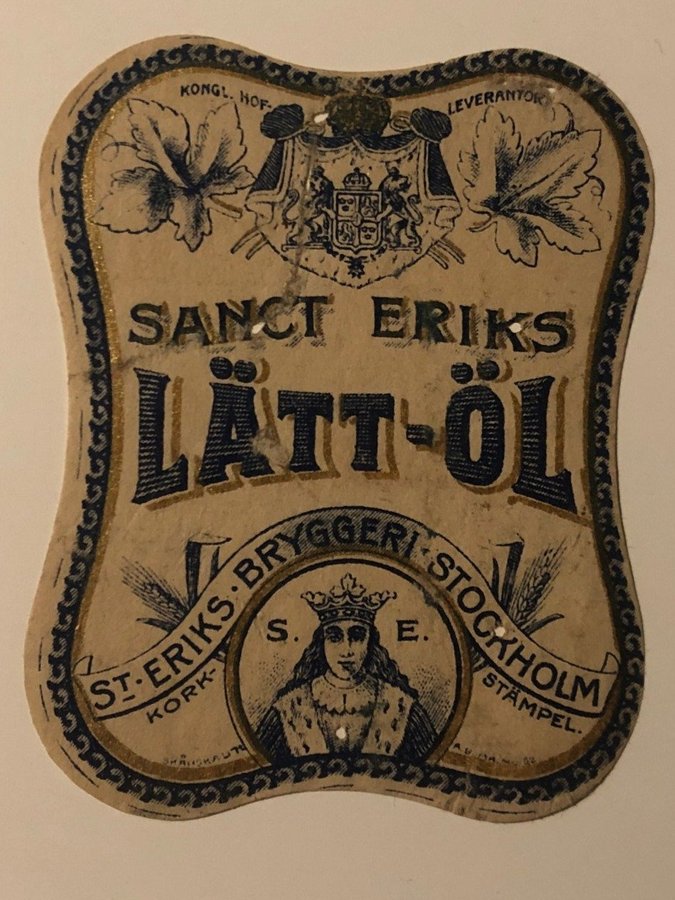 KONGL. HOF-
LEVERANTÖR
SANCT ERIKS
LÄTT-ÖL
ST. ERIKS · BRYGGERI · STOCKHOLM
S. E.
KORK-
STÄMPEL.